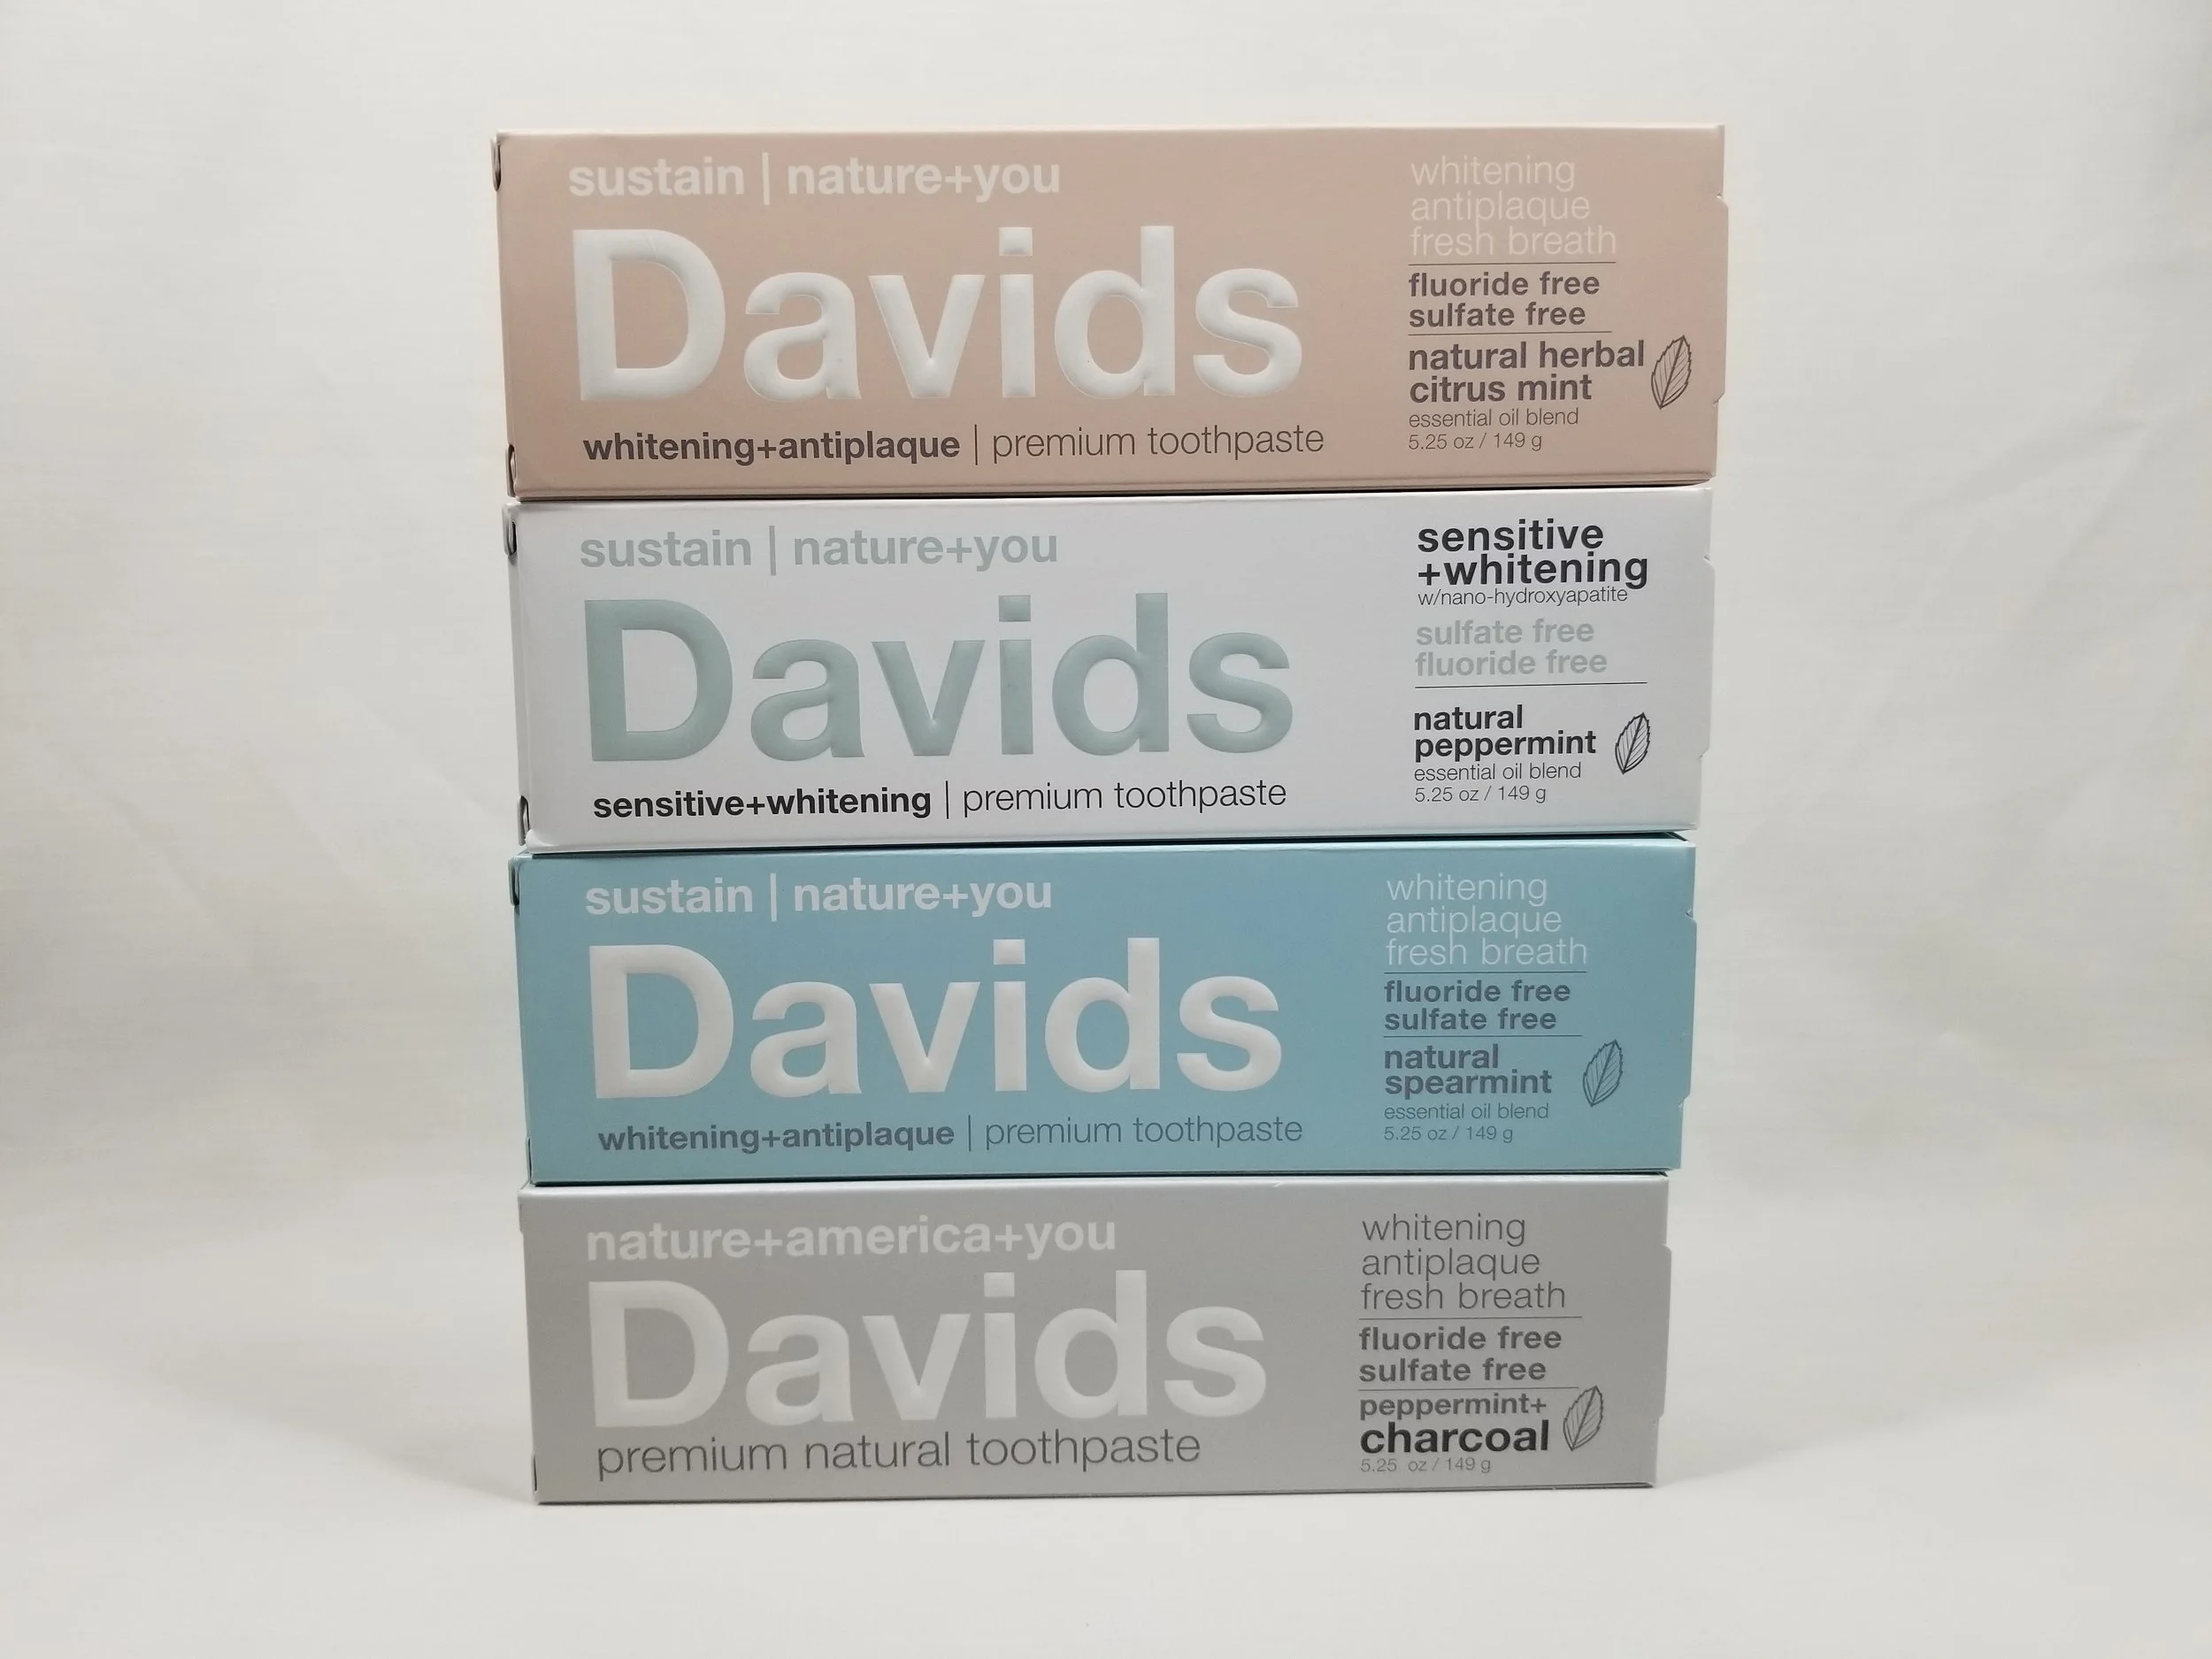 sustain | nature+you
Davids
whitening+antiplaque | premium toothpaste
whitening
antiplaque
fresh breath
fluoride free
sulfate free
natural herbal
citrus mint
essential oil blend
5.25 oz / 149 g
sustain | nature+you
Davids
sensitive+whitening | premium toothpaste
sensitive
+whitening
w/nano-hydroxyapatite
sulfate free
fluoride free
natural
peppermint
essential oil blend
5.25 oz / 149 g
sustain | nature+you
Davids
whitening+antiplaque | premium toothpaste
whitening
antiplaque
fresh breath
fluoride free
sulfate free
natural
spearmint
essential oil blend
5.25 oz / 149 g
nature+america+you
Davids
premium natural toothpaste
whitening
antiplaque
fresh breath
fluoride free
sulfate free
peppermint+
charcoal
5.25 oz / 149 g